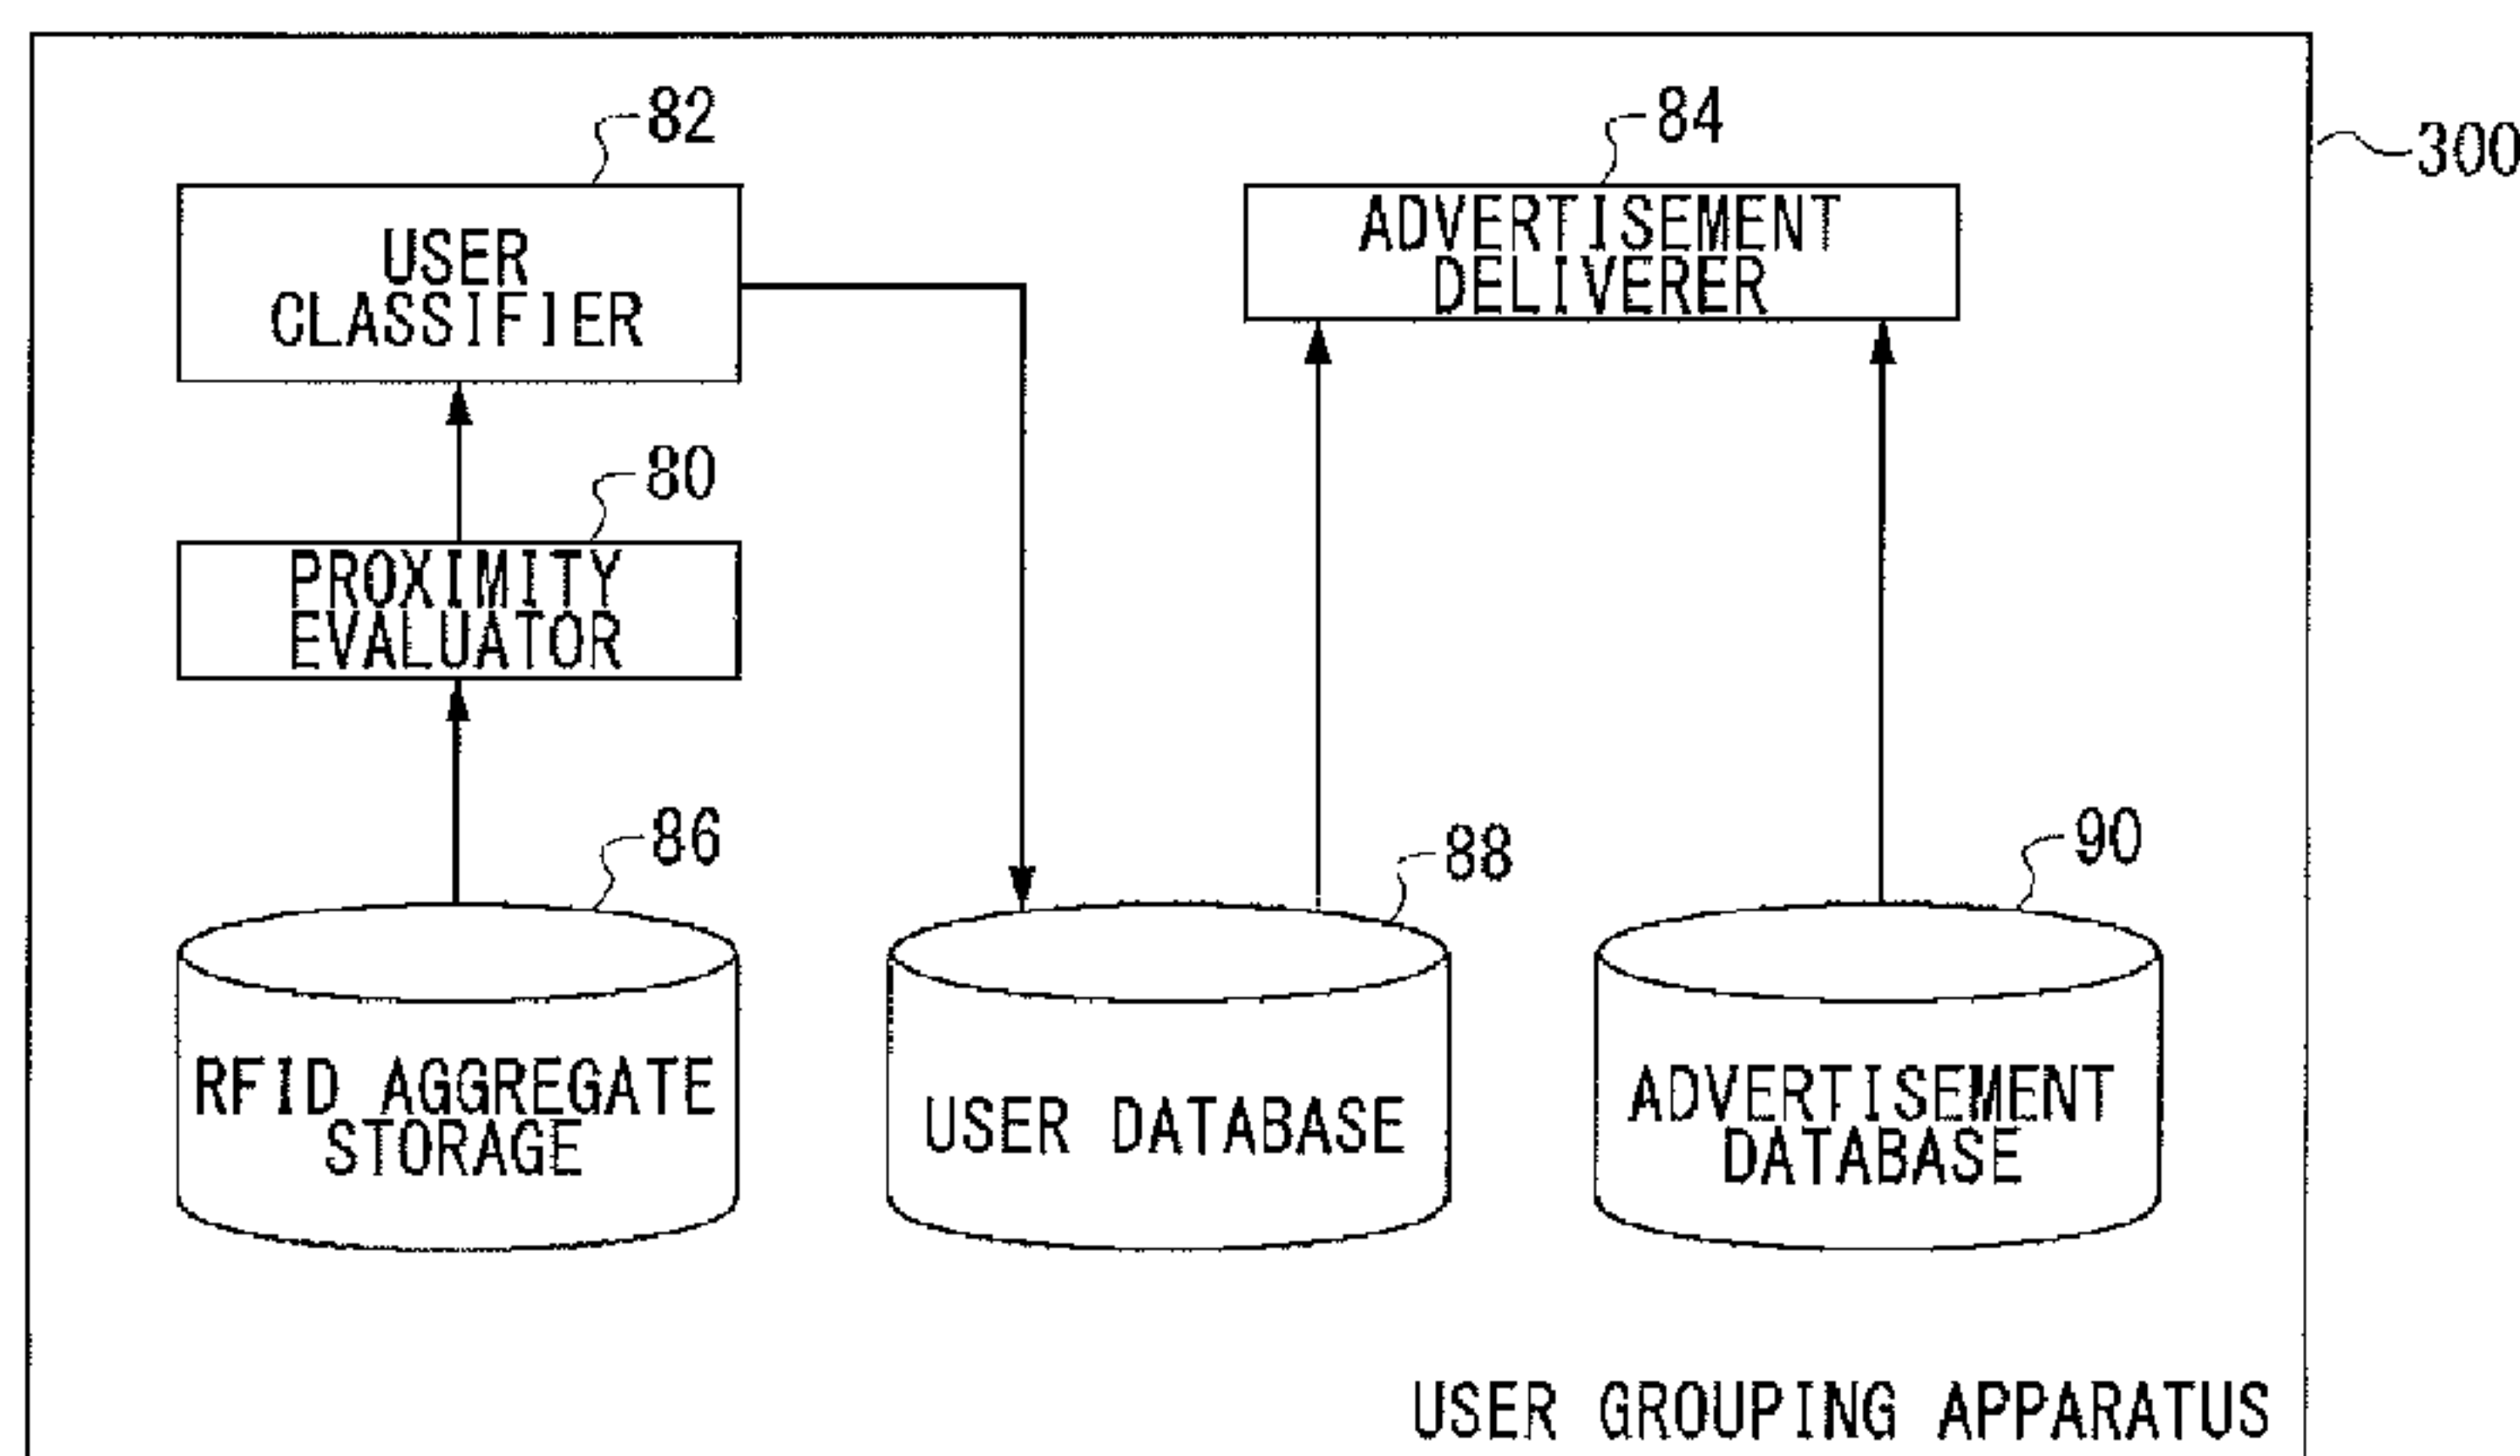 82
84
300
USER
CLASSIFIER
ADVERTISEMENT
DELIVERER
80
PROXIMITY
EVALUATOR
86
88
90
RFID AGGREGATE
STORAGE
USER DATABASE
ADVERTISEMENT
DATABASE
USER GROUPING APPARATUS